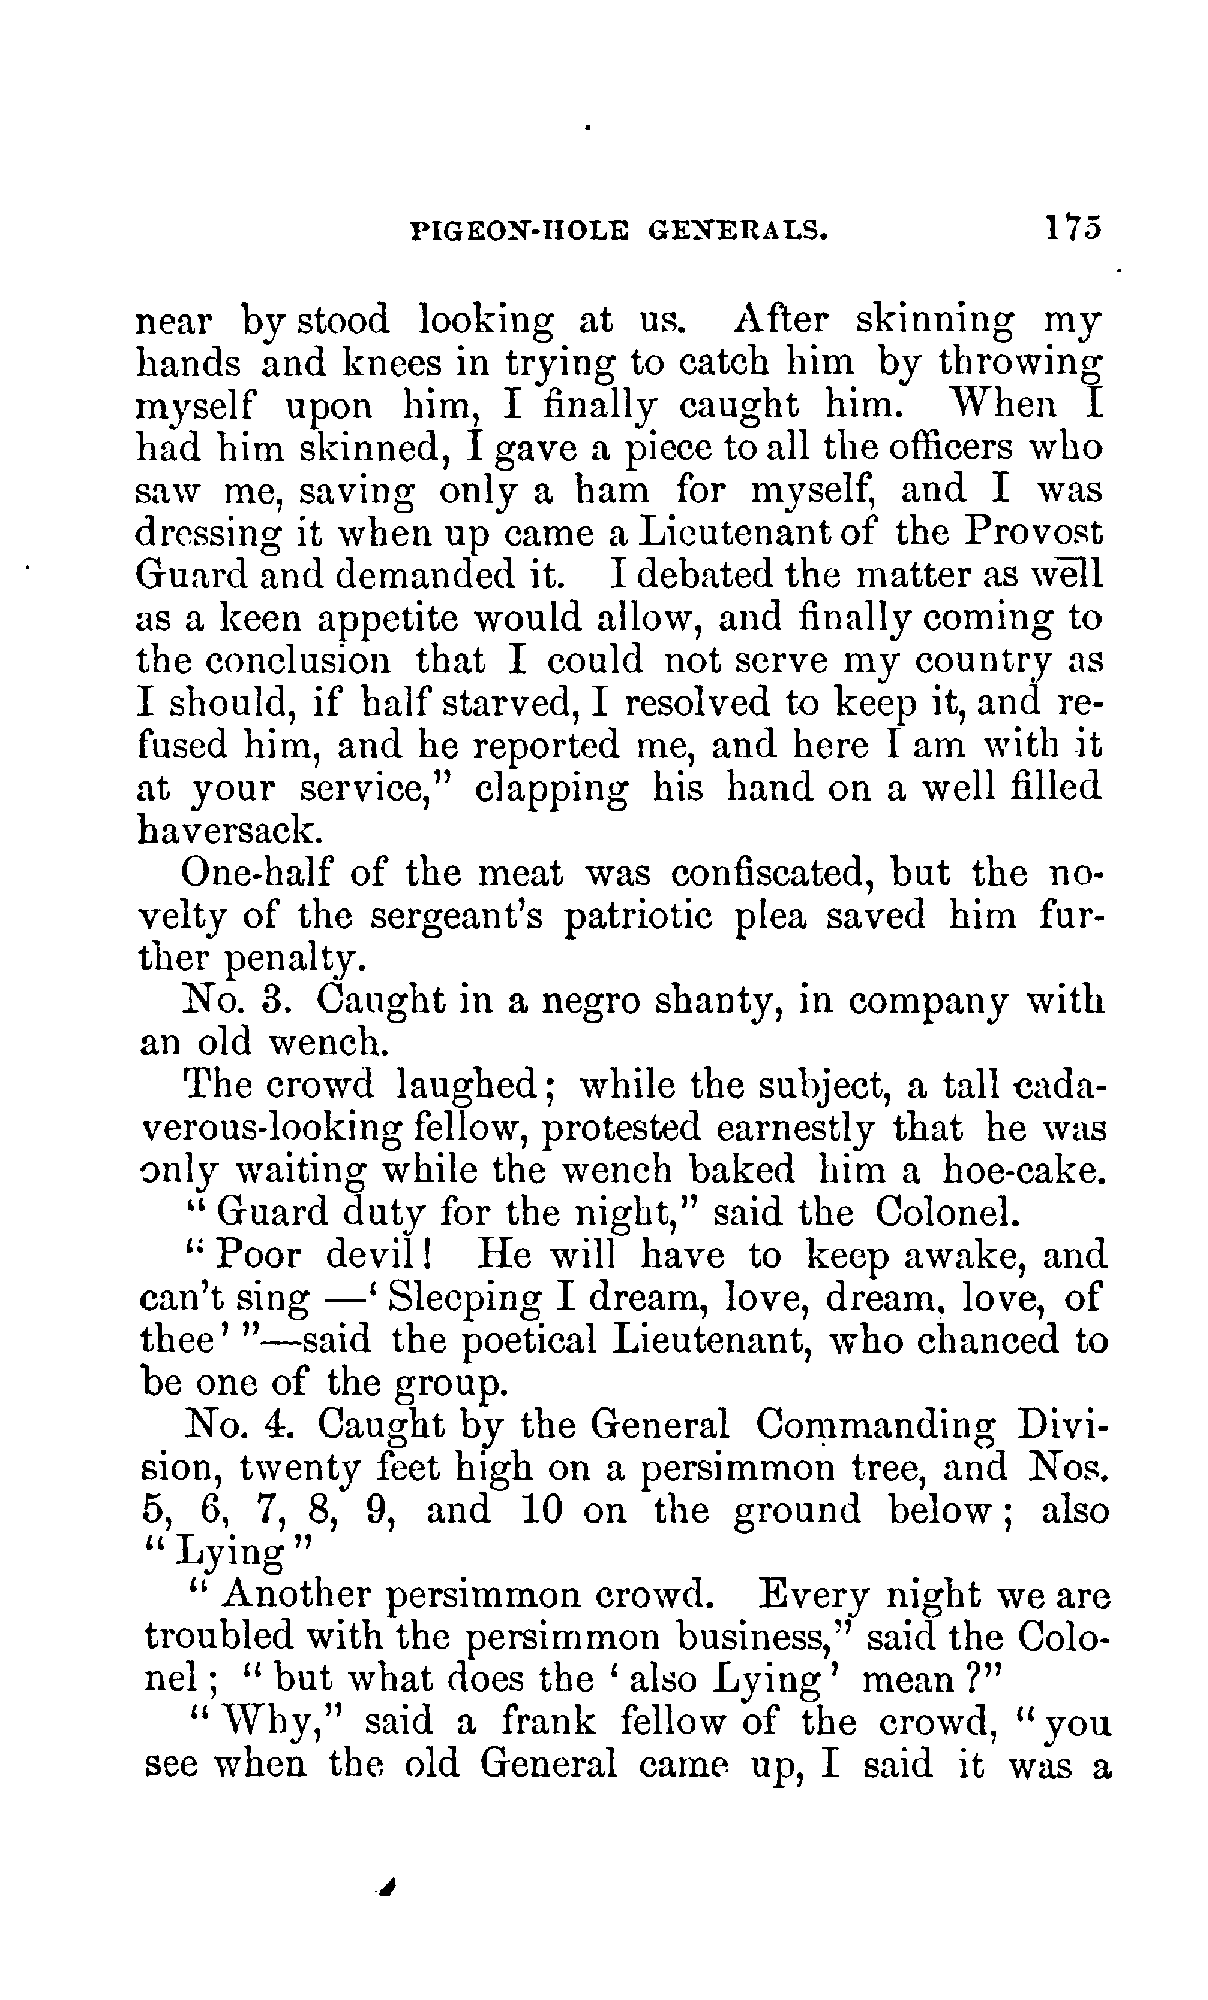 PIGEON-HOLE GENERALS. 175
near by stood looking at us. After skinning my
hands and knees in trying to catch him by throwing
myself upon him, I finally caught him. When I
had him skinned, I gave a piece to all the officers who
saw me, saving only a ham for myself, and I was
dressing it when up came a Lieutenant of the Provost
Guard and demanded it. I debated the matter as well
as a keen appetite would allow, and finally coming to
the conclusion that I could not serve my country as
I should, if half starved, I resolved to keep it, and re-
fused him, and he reported me, and here I am with it
at your service," clapping his hand on a well filled
haversack.
One-half of the meat was confiscated, but the no-
velty of the sergeant's patriotic plea saved him fur-
ther penalty.
No. 3. Caught in a negro shanty, in company with
an old wench.
The crowd laughed; while the subject, a tall cada-
verous-looking fellow, protested earnestly that he was
only waiting while the wench baked him a hoe-cake.
"Guard duty for the night," said the Colonel.
"Poor devil! He will have to keep awake, and
can't sing —'Sleeping I dream, love, dream, love, of
thee'"—said the poetical Lieutenant, who chanced to
be one of the group.
No. 4. Caught by the General Commanding Divi-
sion, twenty feet high on a persimmon tree, and Nos.
5, 6, 7, 8, 9, and 10 on the ground below; also
"Lying"
"Another persimmon crowd. Every night we are
troubled with the persimmon business," said the Colo-
nel; "but what does the 'also Lying' mean?"
"Why," said a frank fellow of the crowd, "you
see when the old General came up, I said it was a